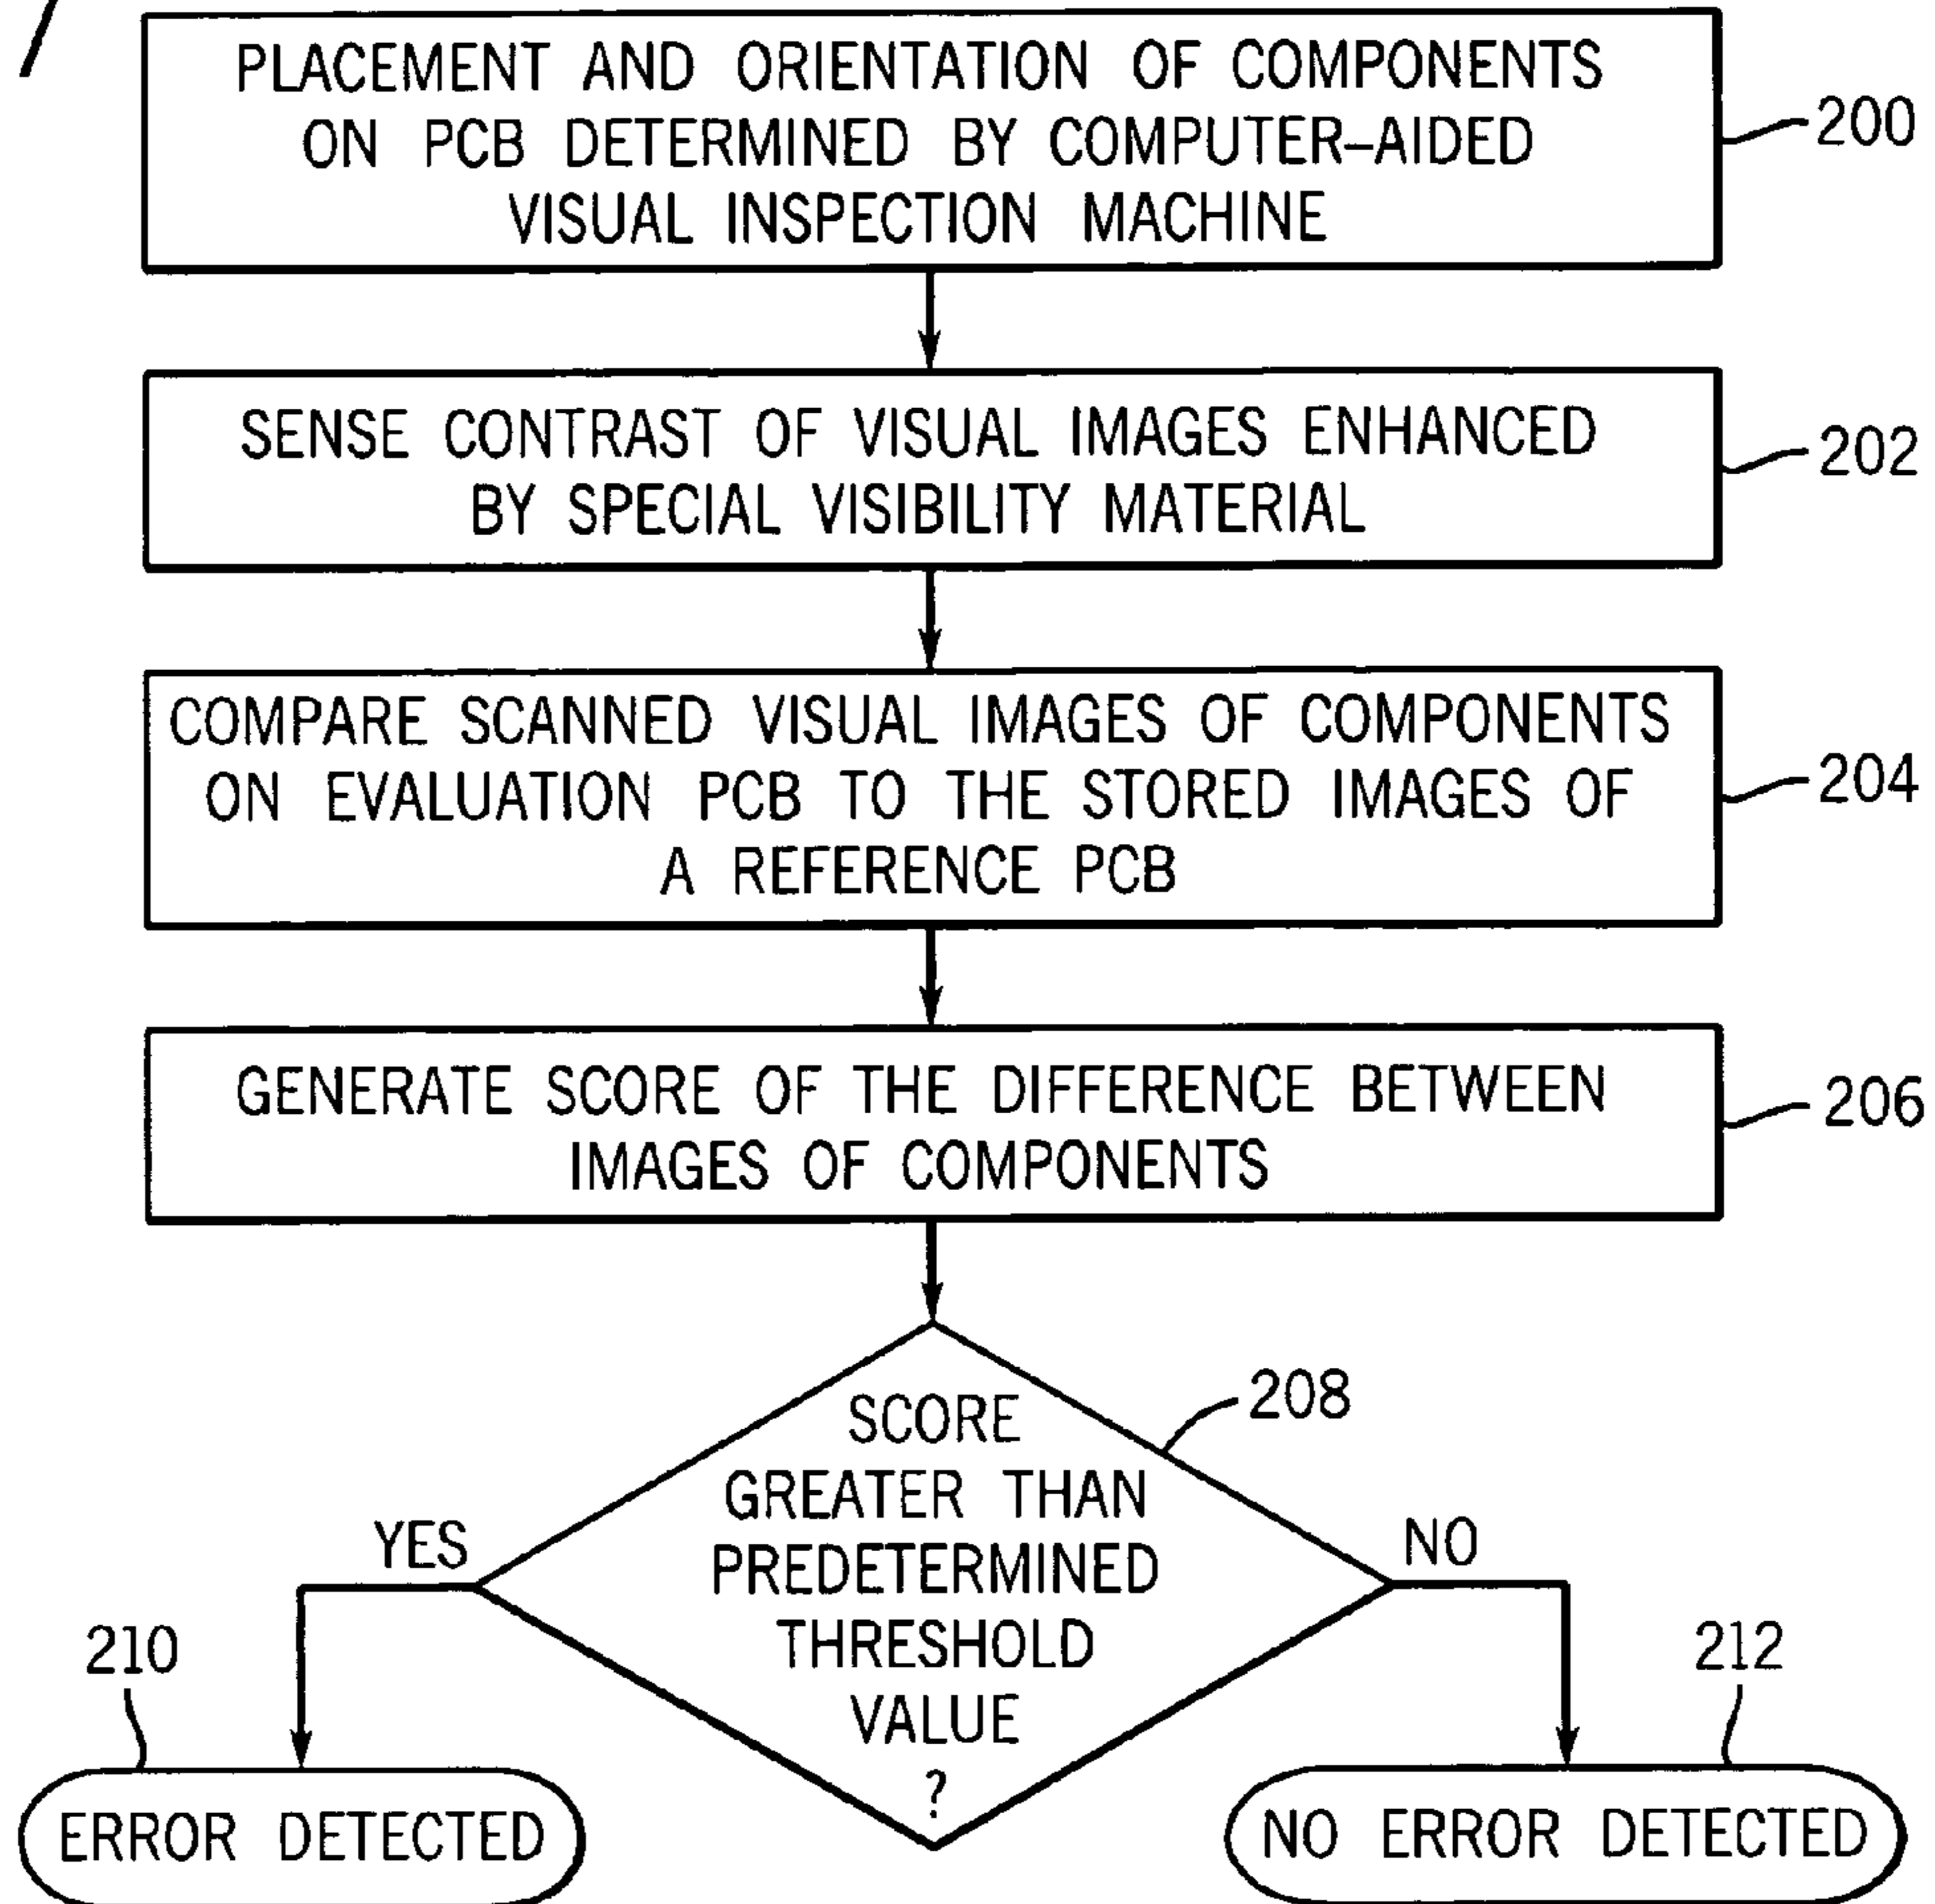 PLACEMENT AND ORIENTATION OF COMPONENTS
ON PCB DETERMINED BY COMPUTER–AIDED
VISUAL INSPECTION MACHINE
200
SENSE CONTRAST OF VISUAL IMAGES ENHANCED
BY SPECIAL VISIBILITY MATERIAL
202
COMPARE SCANNED VISUAL IMAGES OF COMPONENTS
ON EVALUATION PCB TO THE STORED IMAGES OF
A REFERENCE PCB
204
GENERATE SCORE OF THE DIFFERENCE BETWEEN
IMAGES OF COMPONENTS
206
SCORE
GREATER THAN
PREDETERMINED
THRESHOLD
VALUE
?
208
YES
NO
210
212
ERROR DETECTED
NO ERROR DETECTED